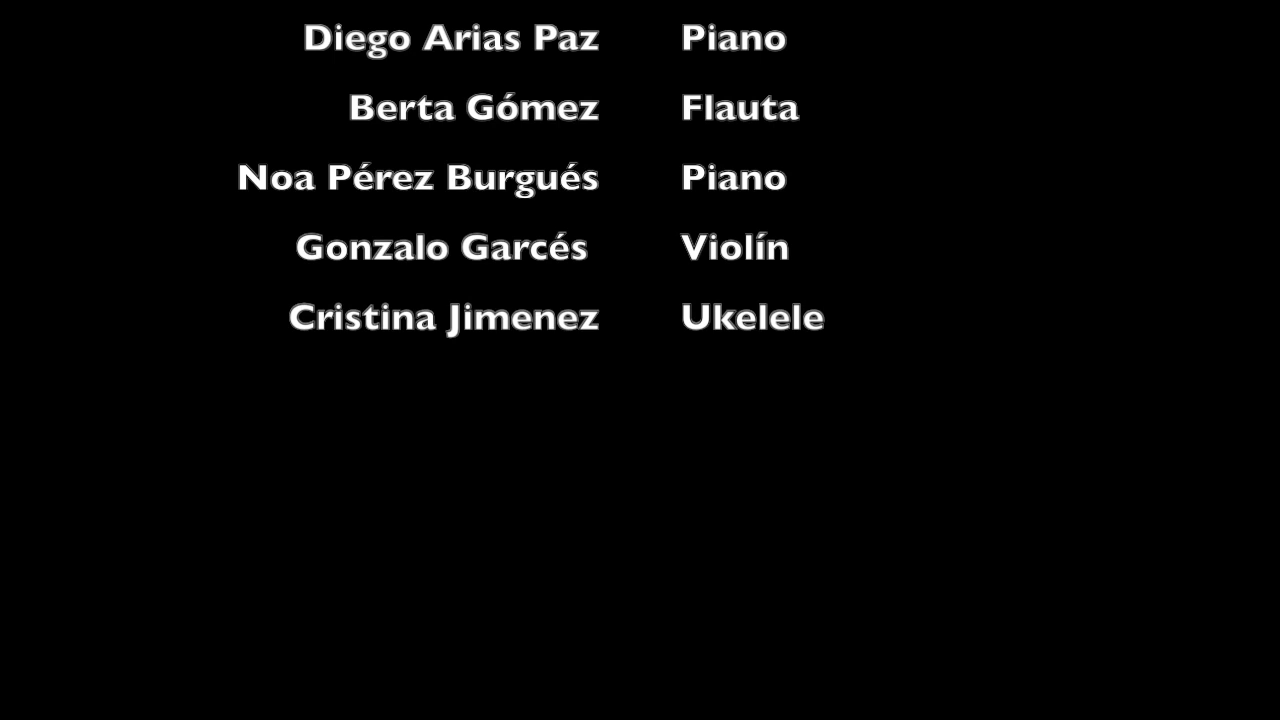 Diego Arias Paz Piano
Berta Gómez Flauta
Noa Pérez Burgués Piano
Gonzalo Garcés Violín
Cristina Jimenez Ukelele